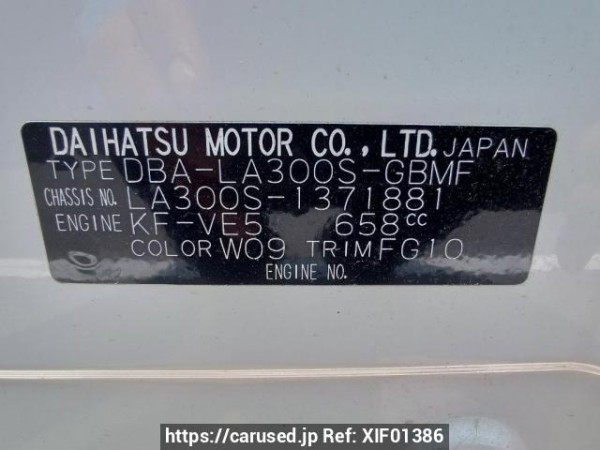 DAIHATSU MOTOR CO., LTD. JAPAN
TYPE DBA-LA300S-GBMF
CHASSIS NO. LA300S-1371881
ENGINE KF-VE5 658cc
COLOR W09 TRIM FG10
ENGINE NO.
https://carused.jp Ref: XIF01386